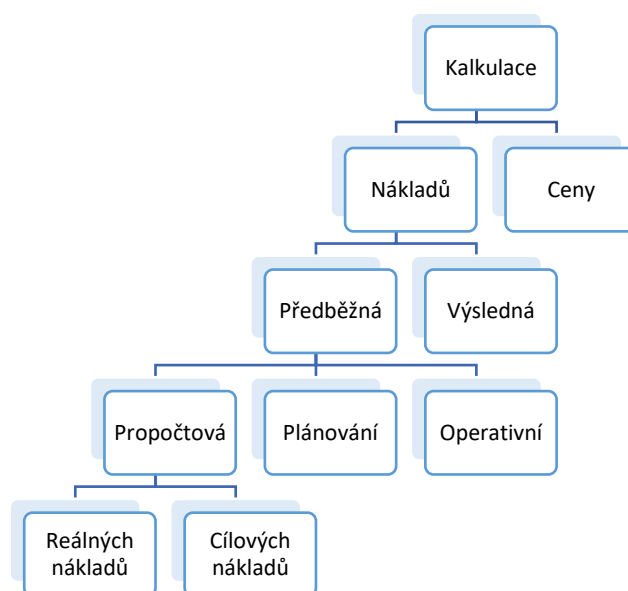 Kalkulace
Nákladů
Ceny
Předběžná
Výsledná
Propočtová
Plánování
Operativní
Reálných
nákladů
Cílových
nákladů